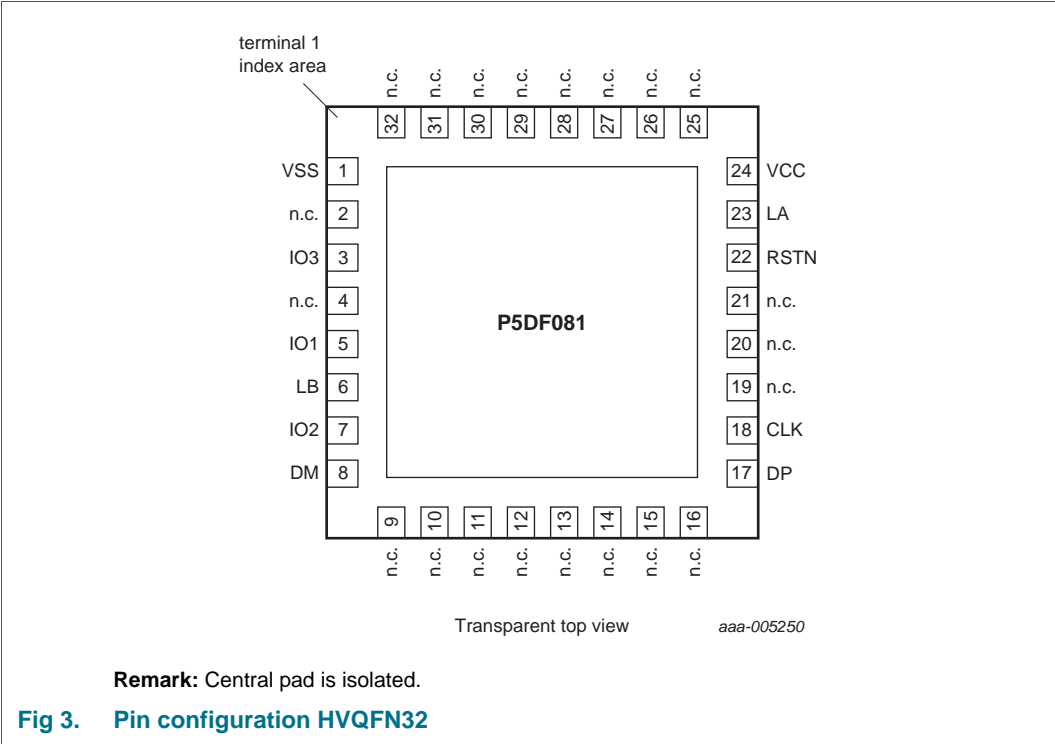 terminal 1
index area
n.c. n.c. n.c. n.c. n.c. n.c. n.c. n.c.
32 31 30 29 28 27 26 25
VSS 1 24 VCC
n.c. 2 23 LA
IO3 3 22 RSTN
n.c. 4 21 n.c.
P5DF081
IO1 5 20 n.c.
LB 6 19 n.c.
IO2 7 18 CLK
DM 8 17 DP
9 10 11 12 13 14 15 16
n.c. n.c. n.c. n.c. n.c. n.c. n.c. n.c.
Transparent top view aaa-005250
Remark: Central pad is isolated.
Fig 3. Pin configuration HVQFN32